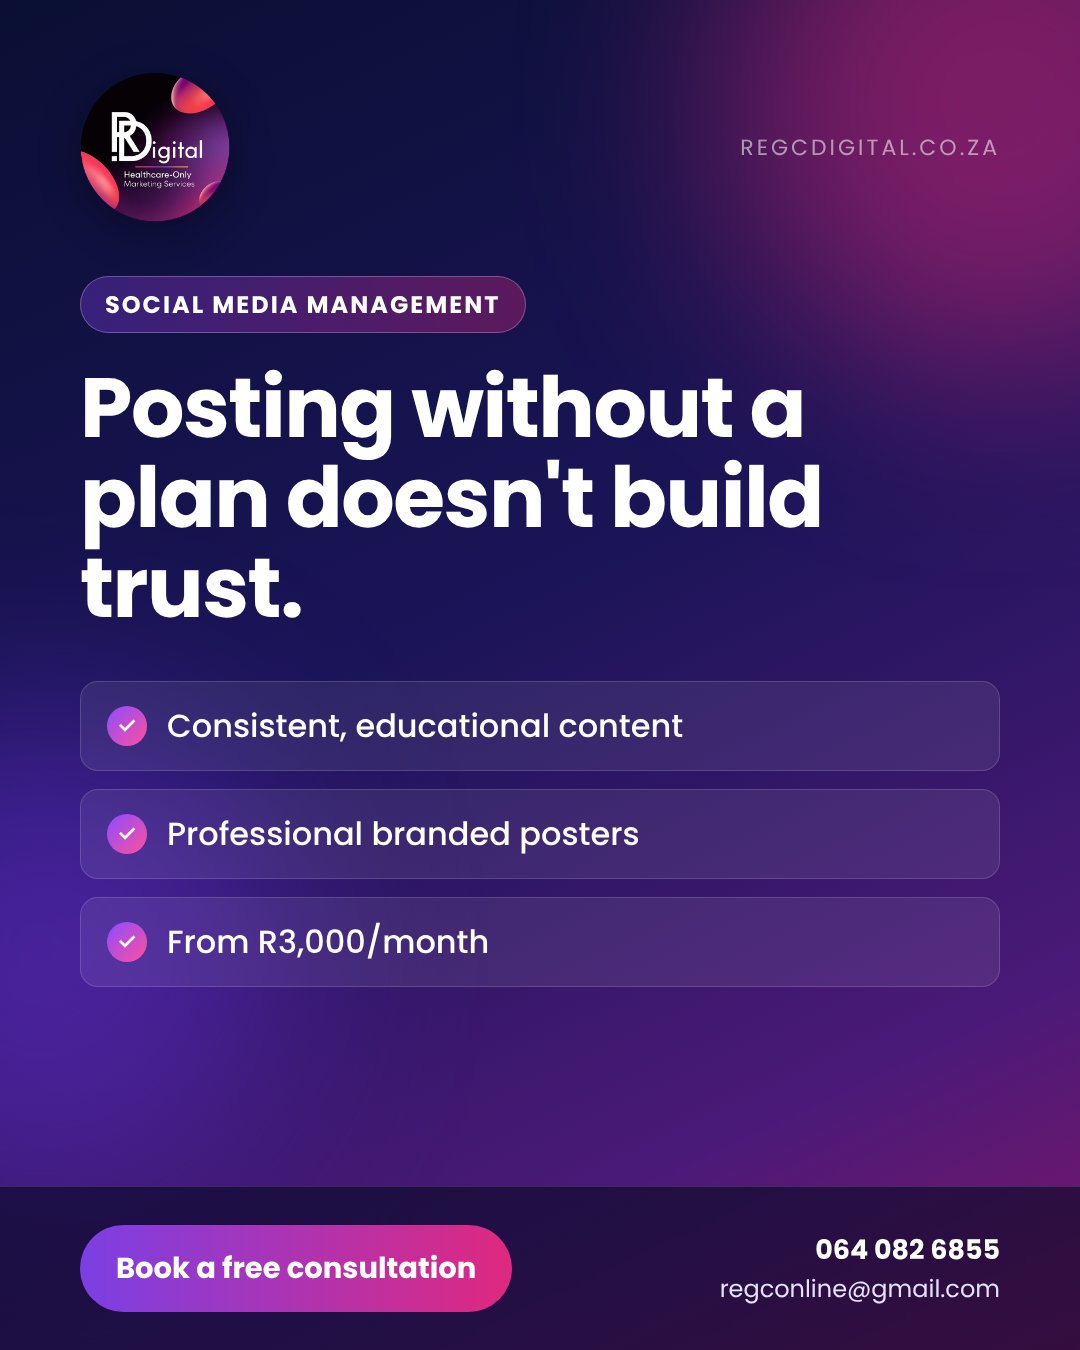 RDigital
Healthcare-Only
Marketing Services
REGCDIGITAL.CO.ZA
SOCIAL MEDIA MANAGEMENT
Posting without a
plan doesn't build
trust.
Consistent, educational content
Professional branded posters
From R3,000/month
Book a free consultation
064 082 6855
regconline@gmail.com